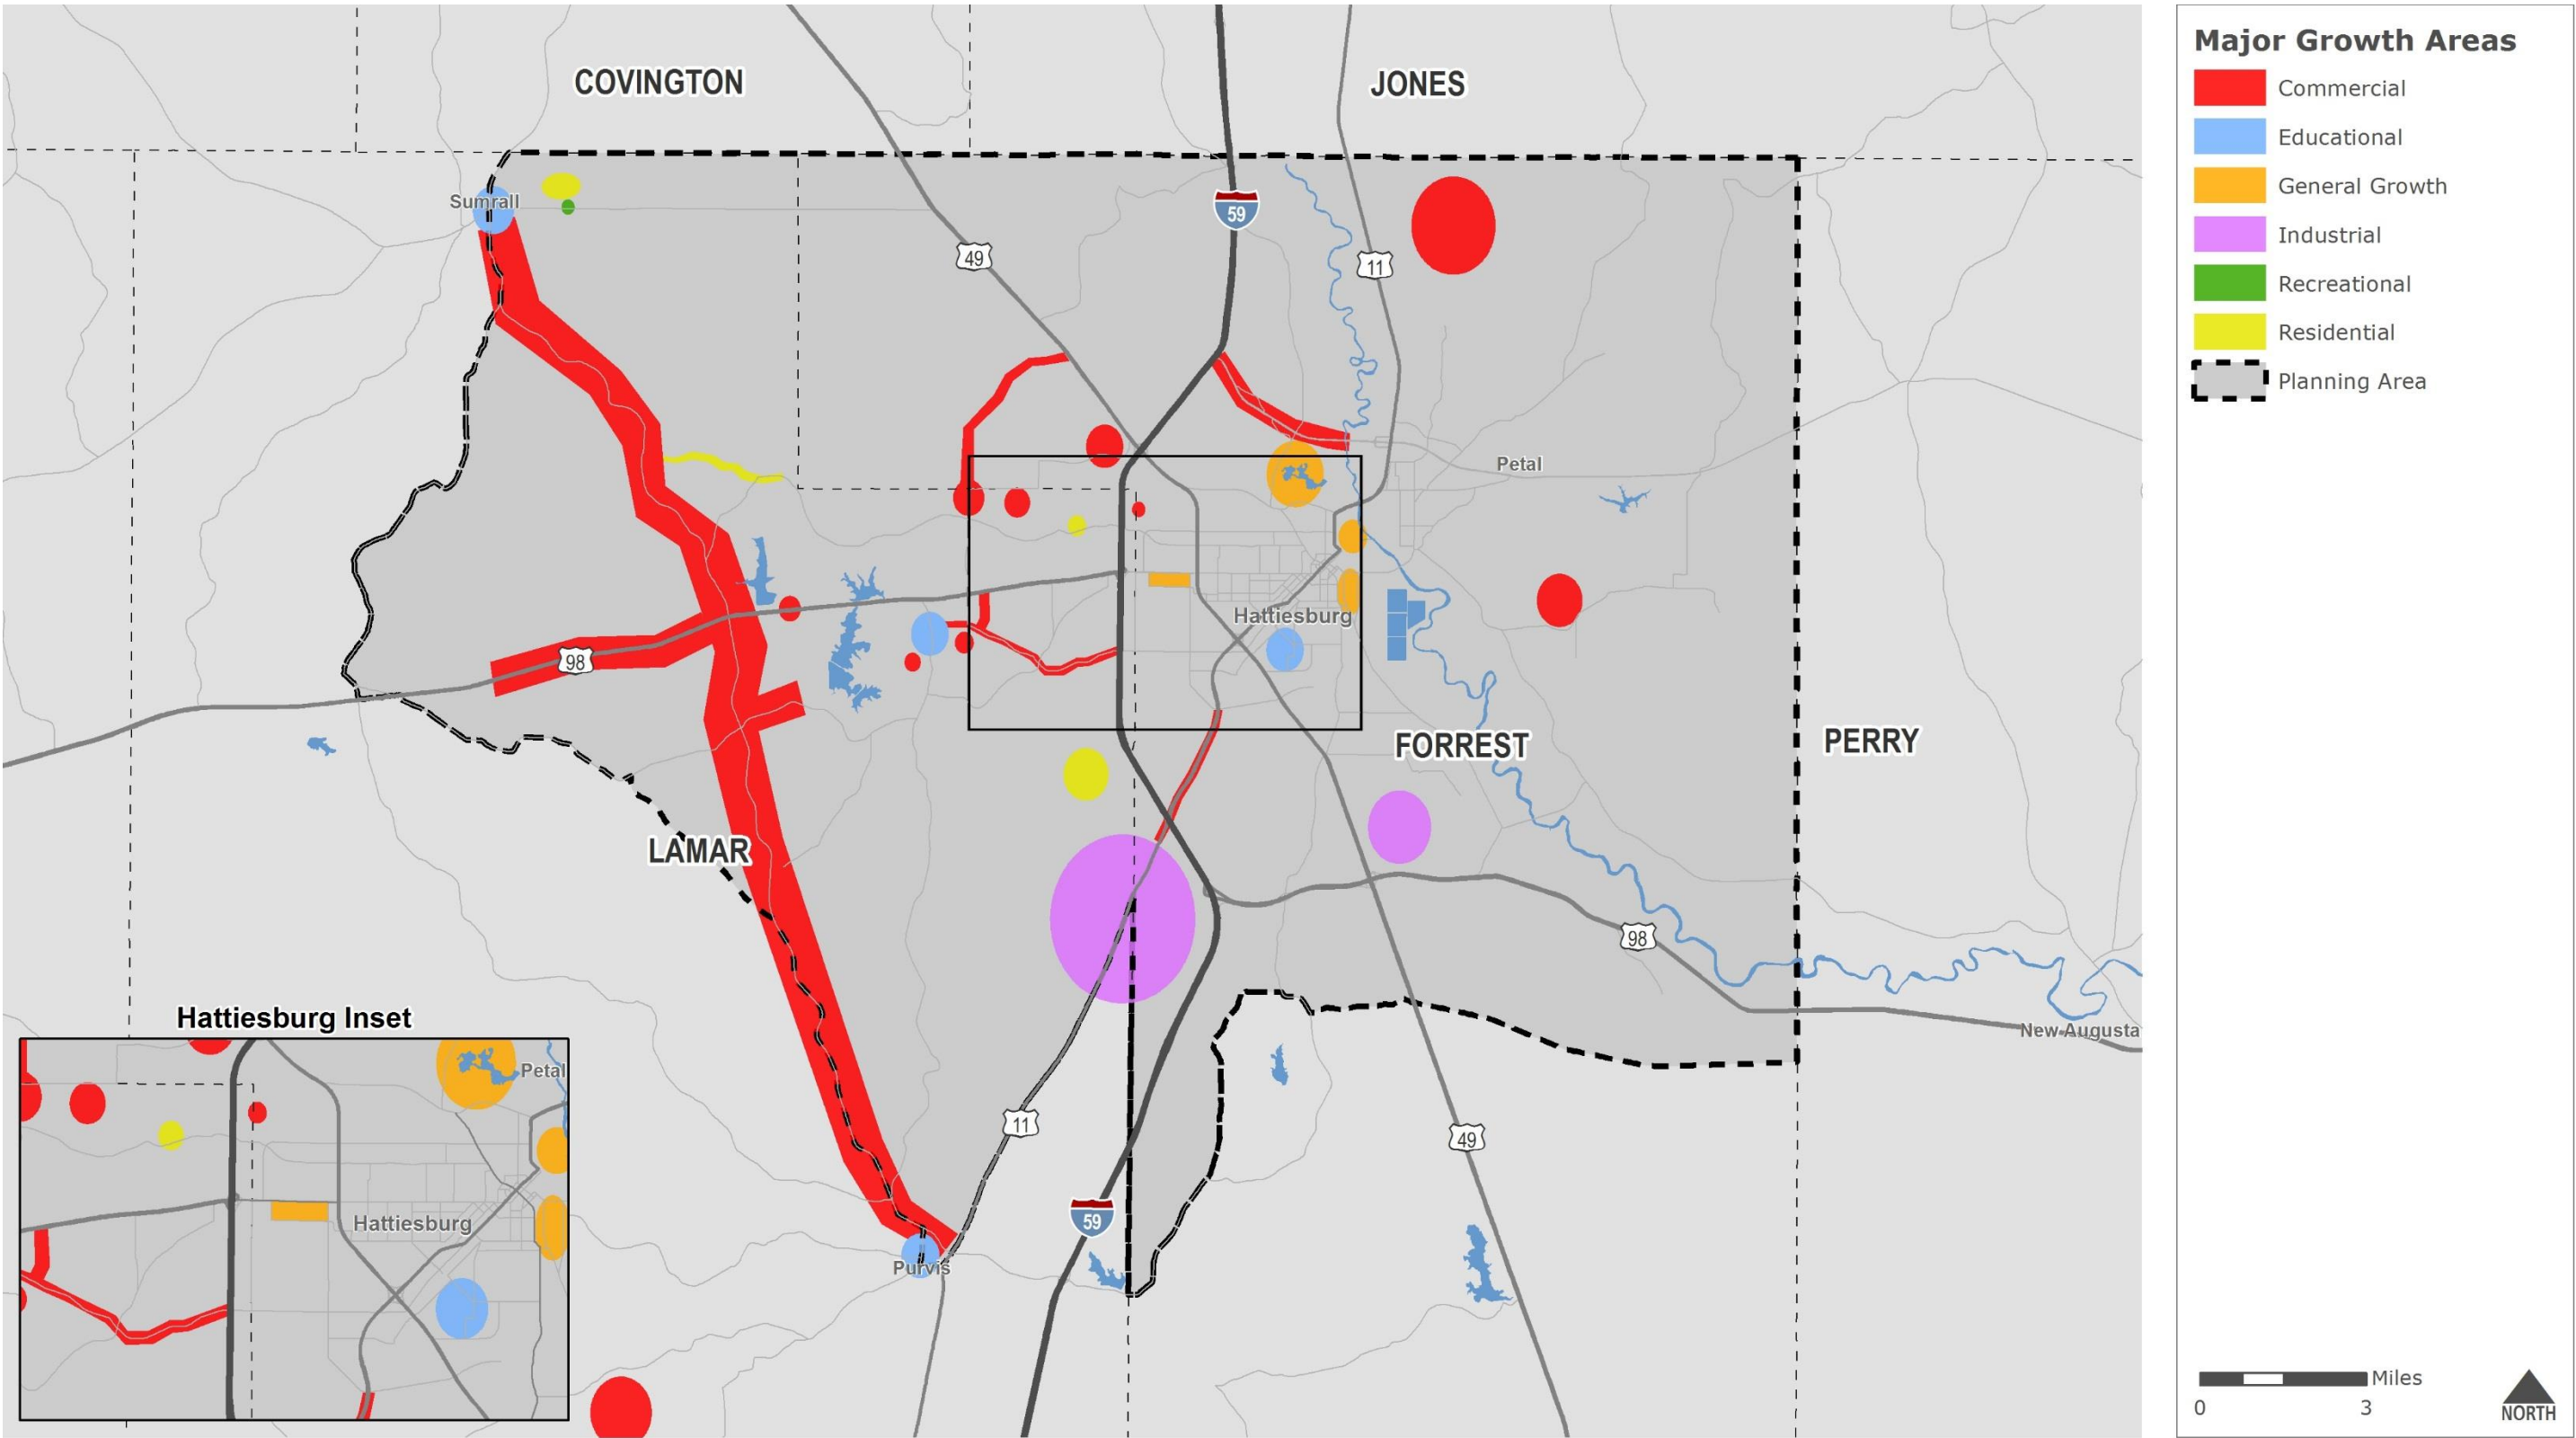 COVINGTON
JONES
Sumrall
59
49
11
Petal
Hattiesburg
98
FORREST
PERRY
LAMAR
98
New Augusta
11
49
59
Purvis
Hattiesburg Inset
Petal
Hattiesburg
Major Growth Areas
Commercial
Educational
General Growth
Industrial
Recreational
Residential
Planning Area
Miles
0 3
NORTH